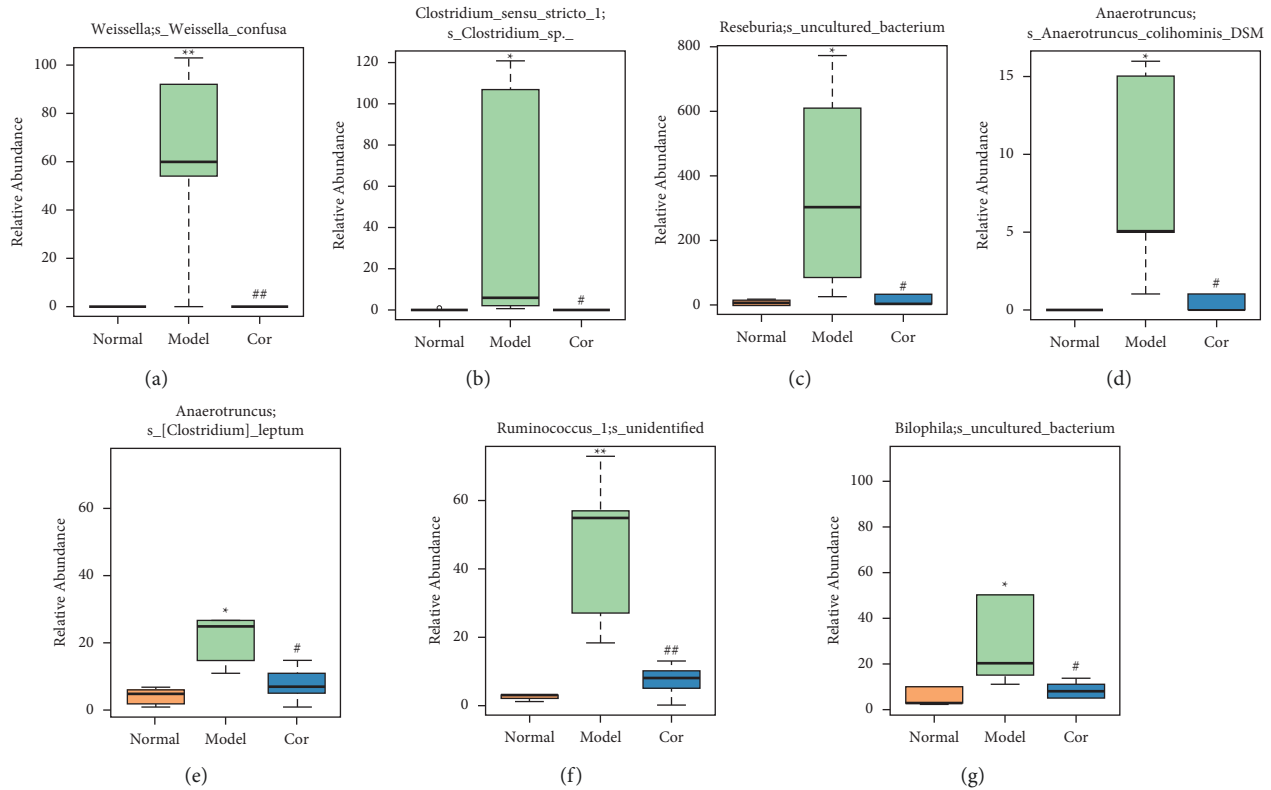 Weissella;s_Weissella_confusa
Relative Abundance
100
80
60
40
20
0
**
##
Normal Model Cor
(a)
Clostridium_sensu_stricto_1;
s_Clostridium_sp._
Relative Abundance
120
100
80
60
40
20
0
*
#
Normal Model Cor
(b)
Reseburia;s_uncultured_bacterium
Relative Abundance
800
600
400
200
0
*
#
Normal Model Cor
(c)
Anaerotruncus;
s_Anaerotruncus_colihominis_DSM
Relative Abundance
15
10
5
0
*
#
Normal Model Cor
(d)
Anaerotruncus;
s_[Clostridium]_leptum
Relative Abundance
60
40
20
0
*
#
Normal Model Cor
(e)
Ruminococcus_1;s_unidentified
Relative Abundance
60
40
20
0
**
##
Normal Model Cor
(f)
Bilophila;s_uncultured_bacterium
Relative Abundance
100
80
60
40
20
0
*
#
Normal Model Cor
(g)